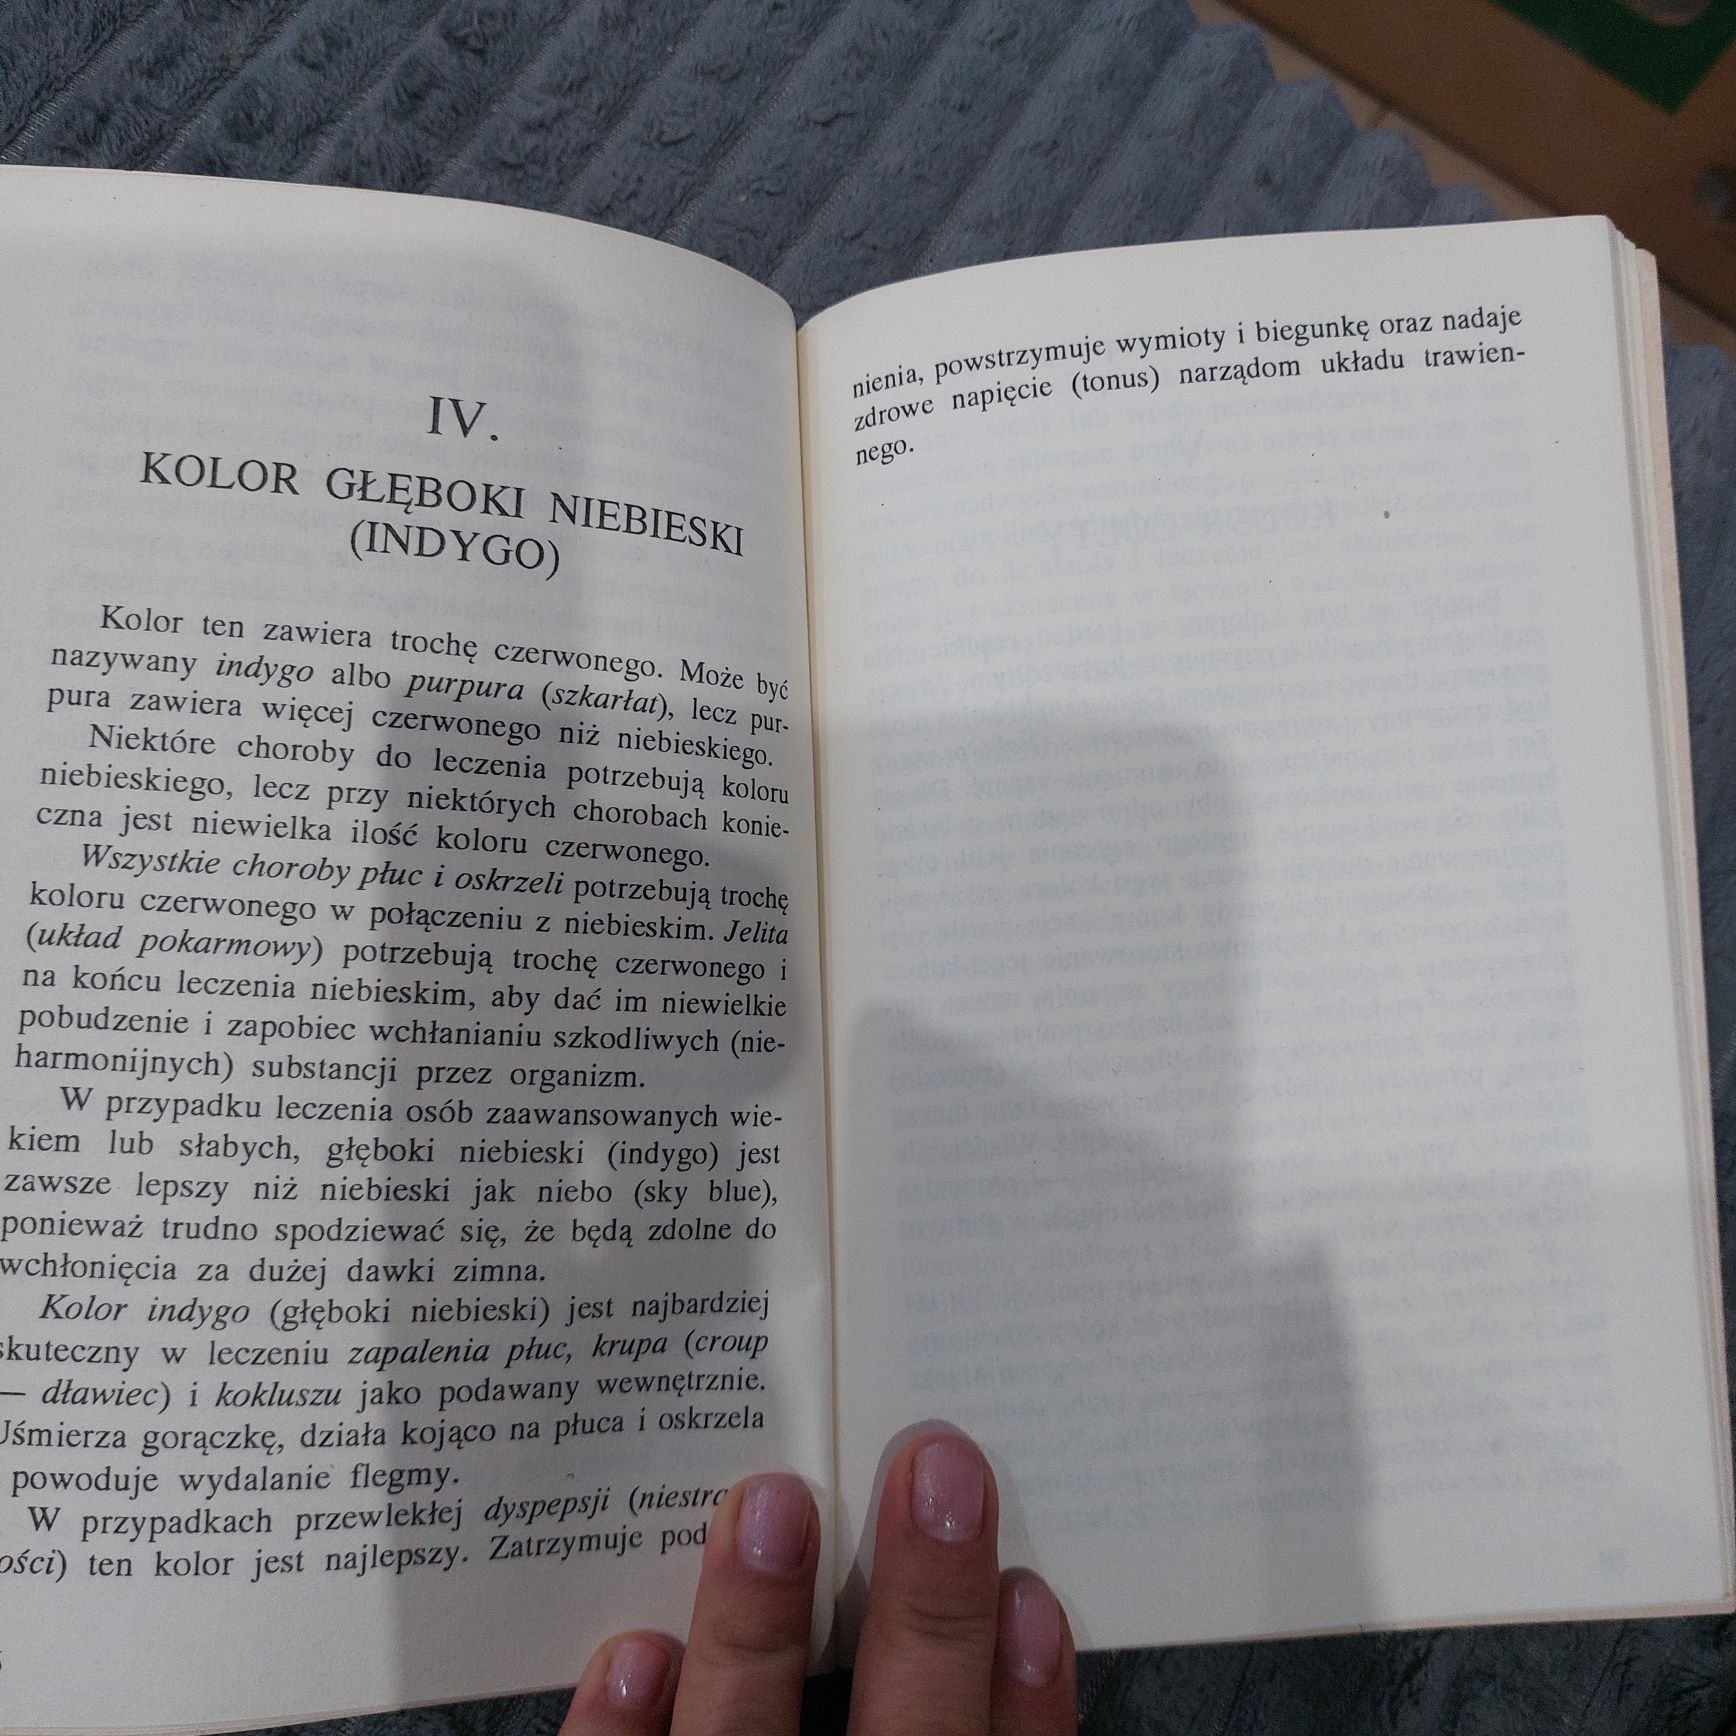 IV.
KOLOR GŁĘBOKI NIEBIESKI
(INDYGO)
Kolor ten zawiera trochę czerwonego. Może być
nazywany indygo albo purpura (szkarłat), lecz pur-
pura zawiera więcej czerwonego niż niebieskiego.
Niektóre choroby do leczenia potrzebują koloru
niebieskiego, lecz przy niektórych chorobach konie-
czna jest niewielka ilość koloru czerwonego.
Wszystkie choroby płuc i oskrzeli potrzebują trochę
koloru czerwonego w połączeniu z niebieskim. Jelita
(układ pokarmowy) potrzebują trochę czerwonego i
na końcu leczenia niebieskim, aby dać im niewielkie
pobudzenie i zapobiec wchłanianiu szkodliwych (nie-
harmonijnych) substancji przez organizm.
W przypadku leczenia osób zaawansowanych wie-
kiem lub słabych, głęboki niebieski (indygo) jest
zawsze lepszy niż niebieski jak niebo (sky blue),
ponieważ trudno spodziewać się, że będą zdolne do
wchłonięcia za dużej dawki zimna.
Kolor indygo (głęboki niebieski) jest najbardziej
skuteczny w leczeniu zapalenia płuc, krupa (croup
— dławiec) i kokluszu jako podawany wewnętrznie.
Uśmierza gorączkę, działa kojąco na płuca i oskrzela
powoduje wydalanie flegmy.
W przypadkach przewlekłej dyspepsji (niestra
ości) ten kolor jest najlepszy. Zatrzymuje pod
nienia, powstrzymuje wymioty i biegunkę oraz nadaje
zdrowe napięcie (tonus) narządom układu trawien-
nego.